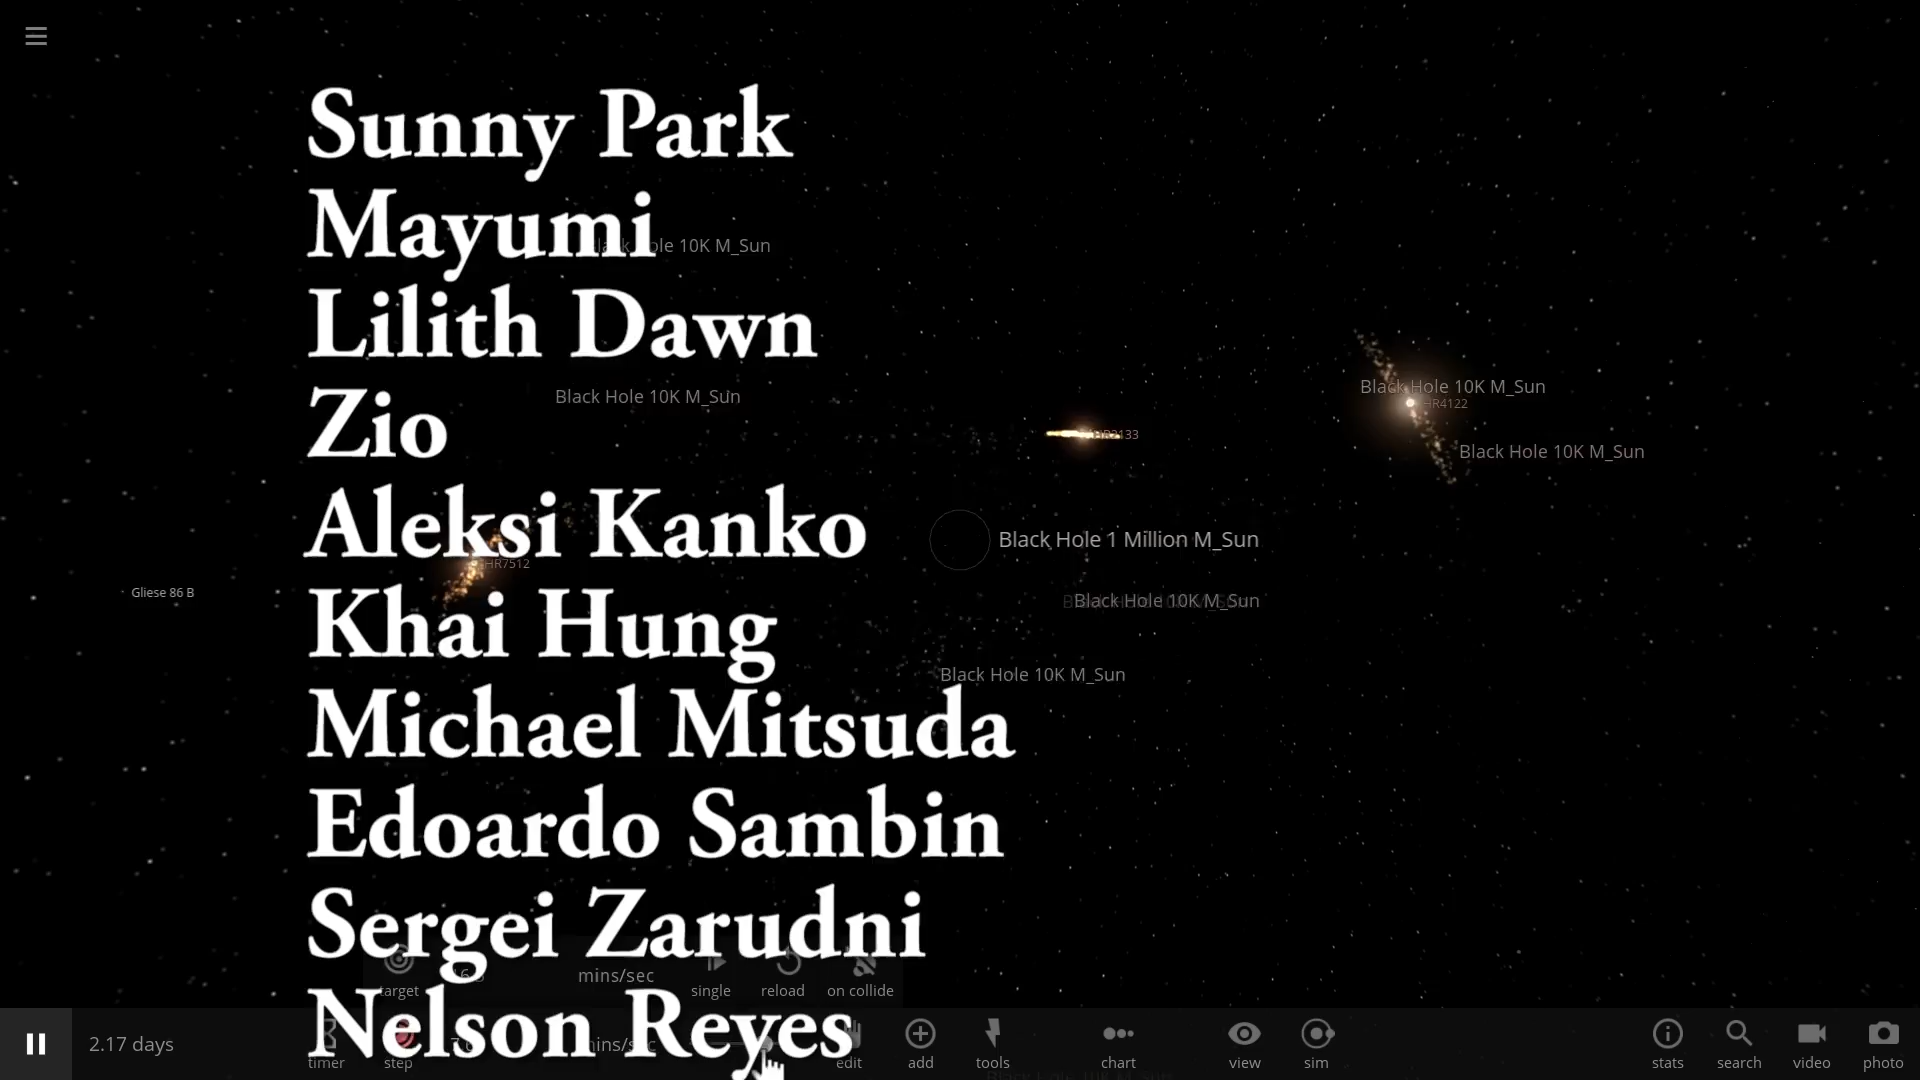 Sunny Park
Mayumi
Black Hole 10K M_Sun
Lilith Dawn
Black Hole 10K M_Sun
Zio
Black Hole 10K M_Sun
HR4122
HR3133
Black Hole 10K M_Sun
Aleksi Kanko
Black Hole 1 Million M_Sun
HR7512
Gliese 86 B
Black Hole 10K M_Sun
Khai Hung
Black Hole 10K M_Sun
Michael Mitsuda
Edoardo Sambin
Sergei Zarudni
mins/sec
target
single
reload
on collide
Nelson Reyes
2.17 days
mins/sec
timer
step
edit
add
tools
chart
view
sim
stats
search
video
photo